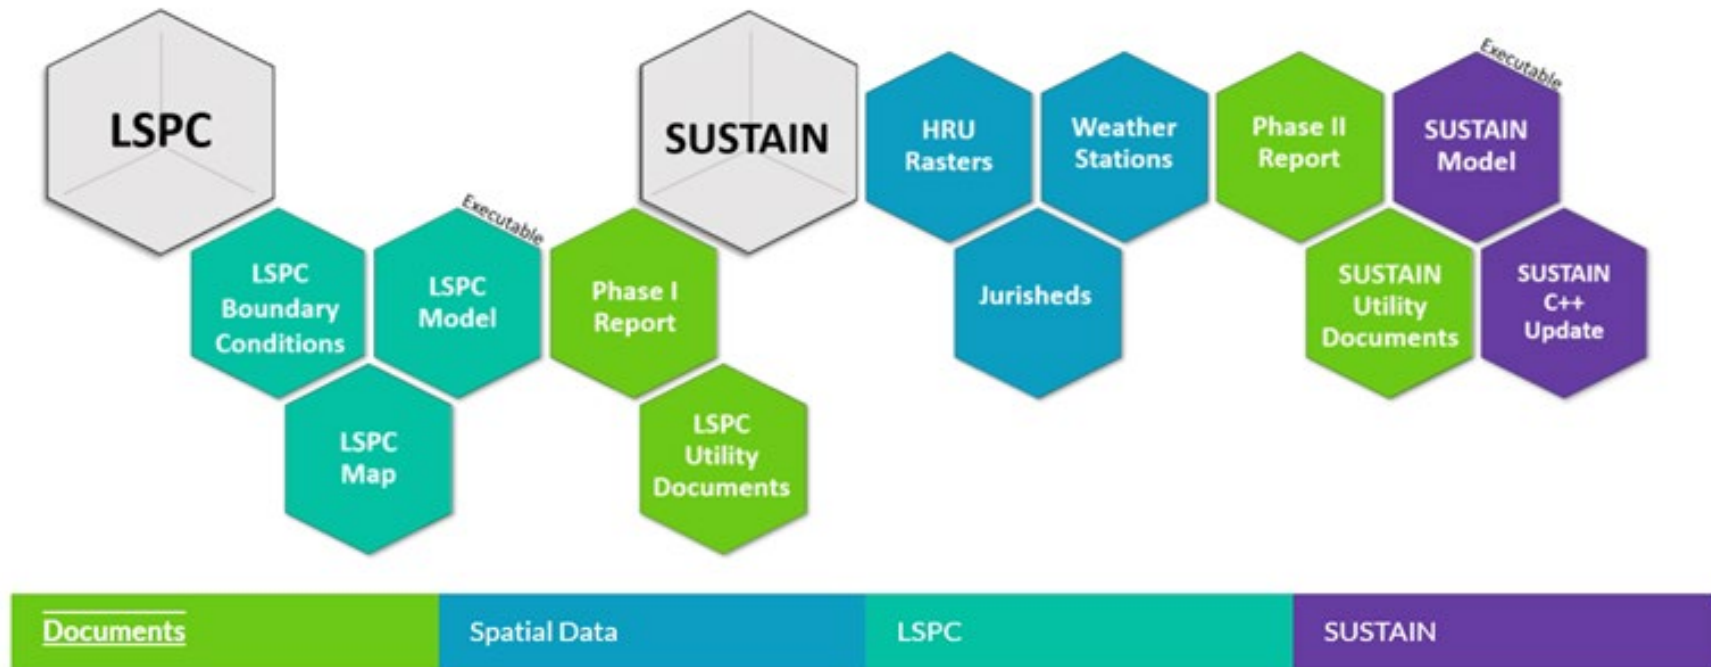 LSPC
SUSTAIN
HRU
Rasters
Weather
Stations
Phase II
Report
Executable
SUSTAIN
Model
LSPC
Boundary
Conditions
Executable
LSPC
Model
Phase I
Report
Jurisheds
SUSTAIN
Utility
Documents
SUSTAIN
C++
Update
LSPC
Map
LSPC
Utility
Documents
Documents
Spatial Data
LSPC
SUSTAIN